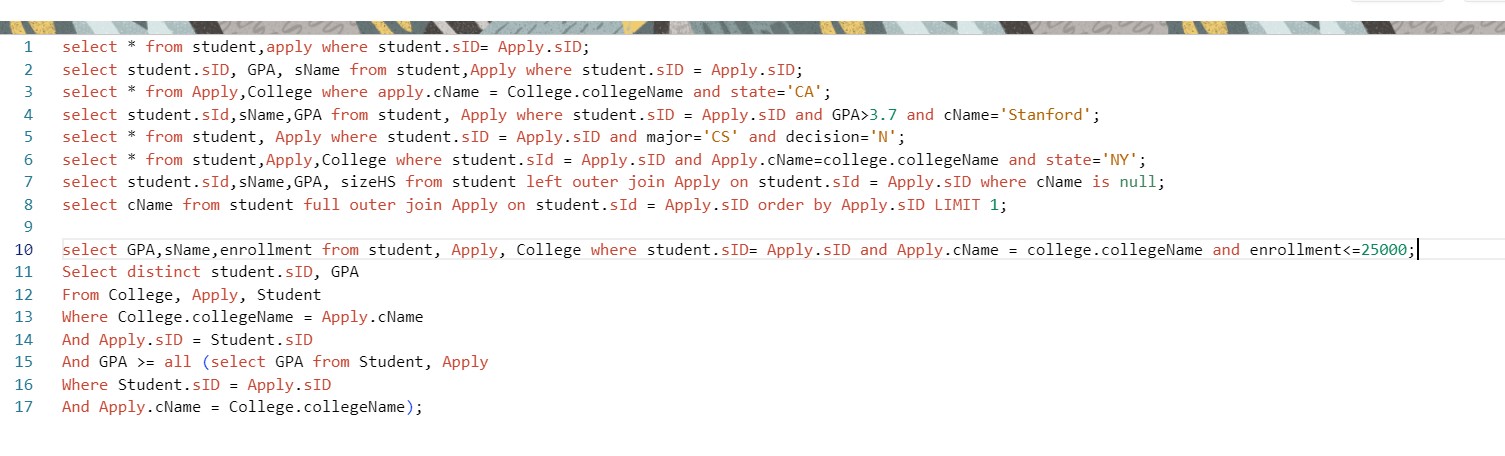 1 select * from student,apply where student.sID= Apply.sID;
2 select student.sID, GPA, sName from student,Apply where student.sID = Apply.sID;
3 select * from Apply,College where apply.cName = College.collegeName and state='CA';
4 select student.sId,sName,GPA from student, Apply where student.sID = Apply.sID and GPA>3.7 and cName='Stanford';
5 select * from student, Apply where student.sID = Apply.sID and major='CS' and decision='N';
6 select * from student,Apply,College where student.sId = Apply.sID and Apply.cName=college.collegeName and state='NY';
7 select student.sId,sName,GPA, sizeHS from student left outer join Apply on student.sId = Apply.sID where cName is null;
8 select cName from student full outer join Apply on student.sId = Apply.sID order by Apply.sID LIMIT 1;
9
10 select GPA,sName,enrollment from student, Apply, College where student.sID= Apply.sID and Apply.cName = college.collegeName and enrollment<=25000;
11 Select distinct student.sID, GPA
12 From College, Apply, Student
13 Where College.collegeName = Apply.cName
14 And Apply.sID = Student.sID
15 And GPA >= all (select GPA from Student, Apply
16 Where Student.sID = Apply.sID
17 And Apply.cName = College.collegeName);